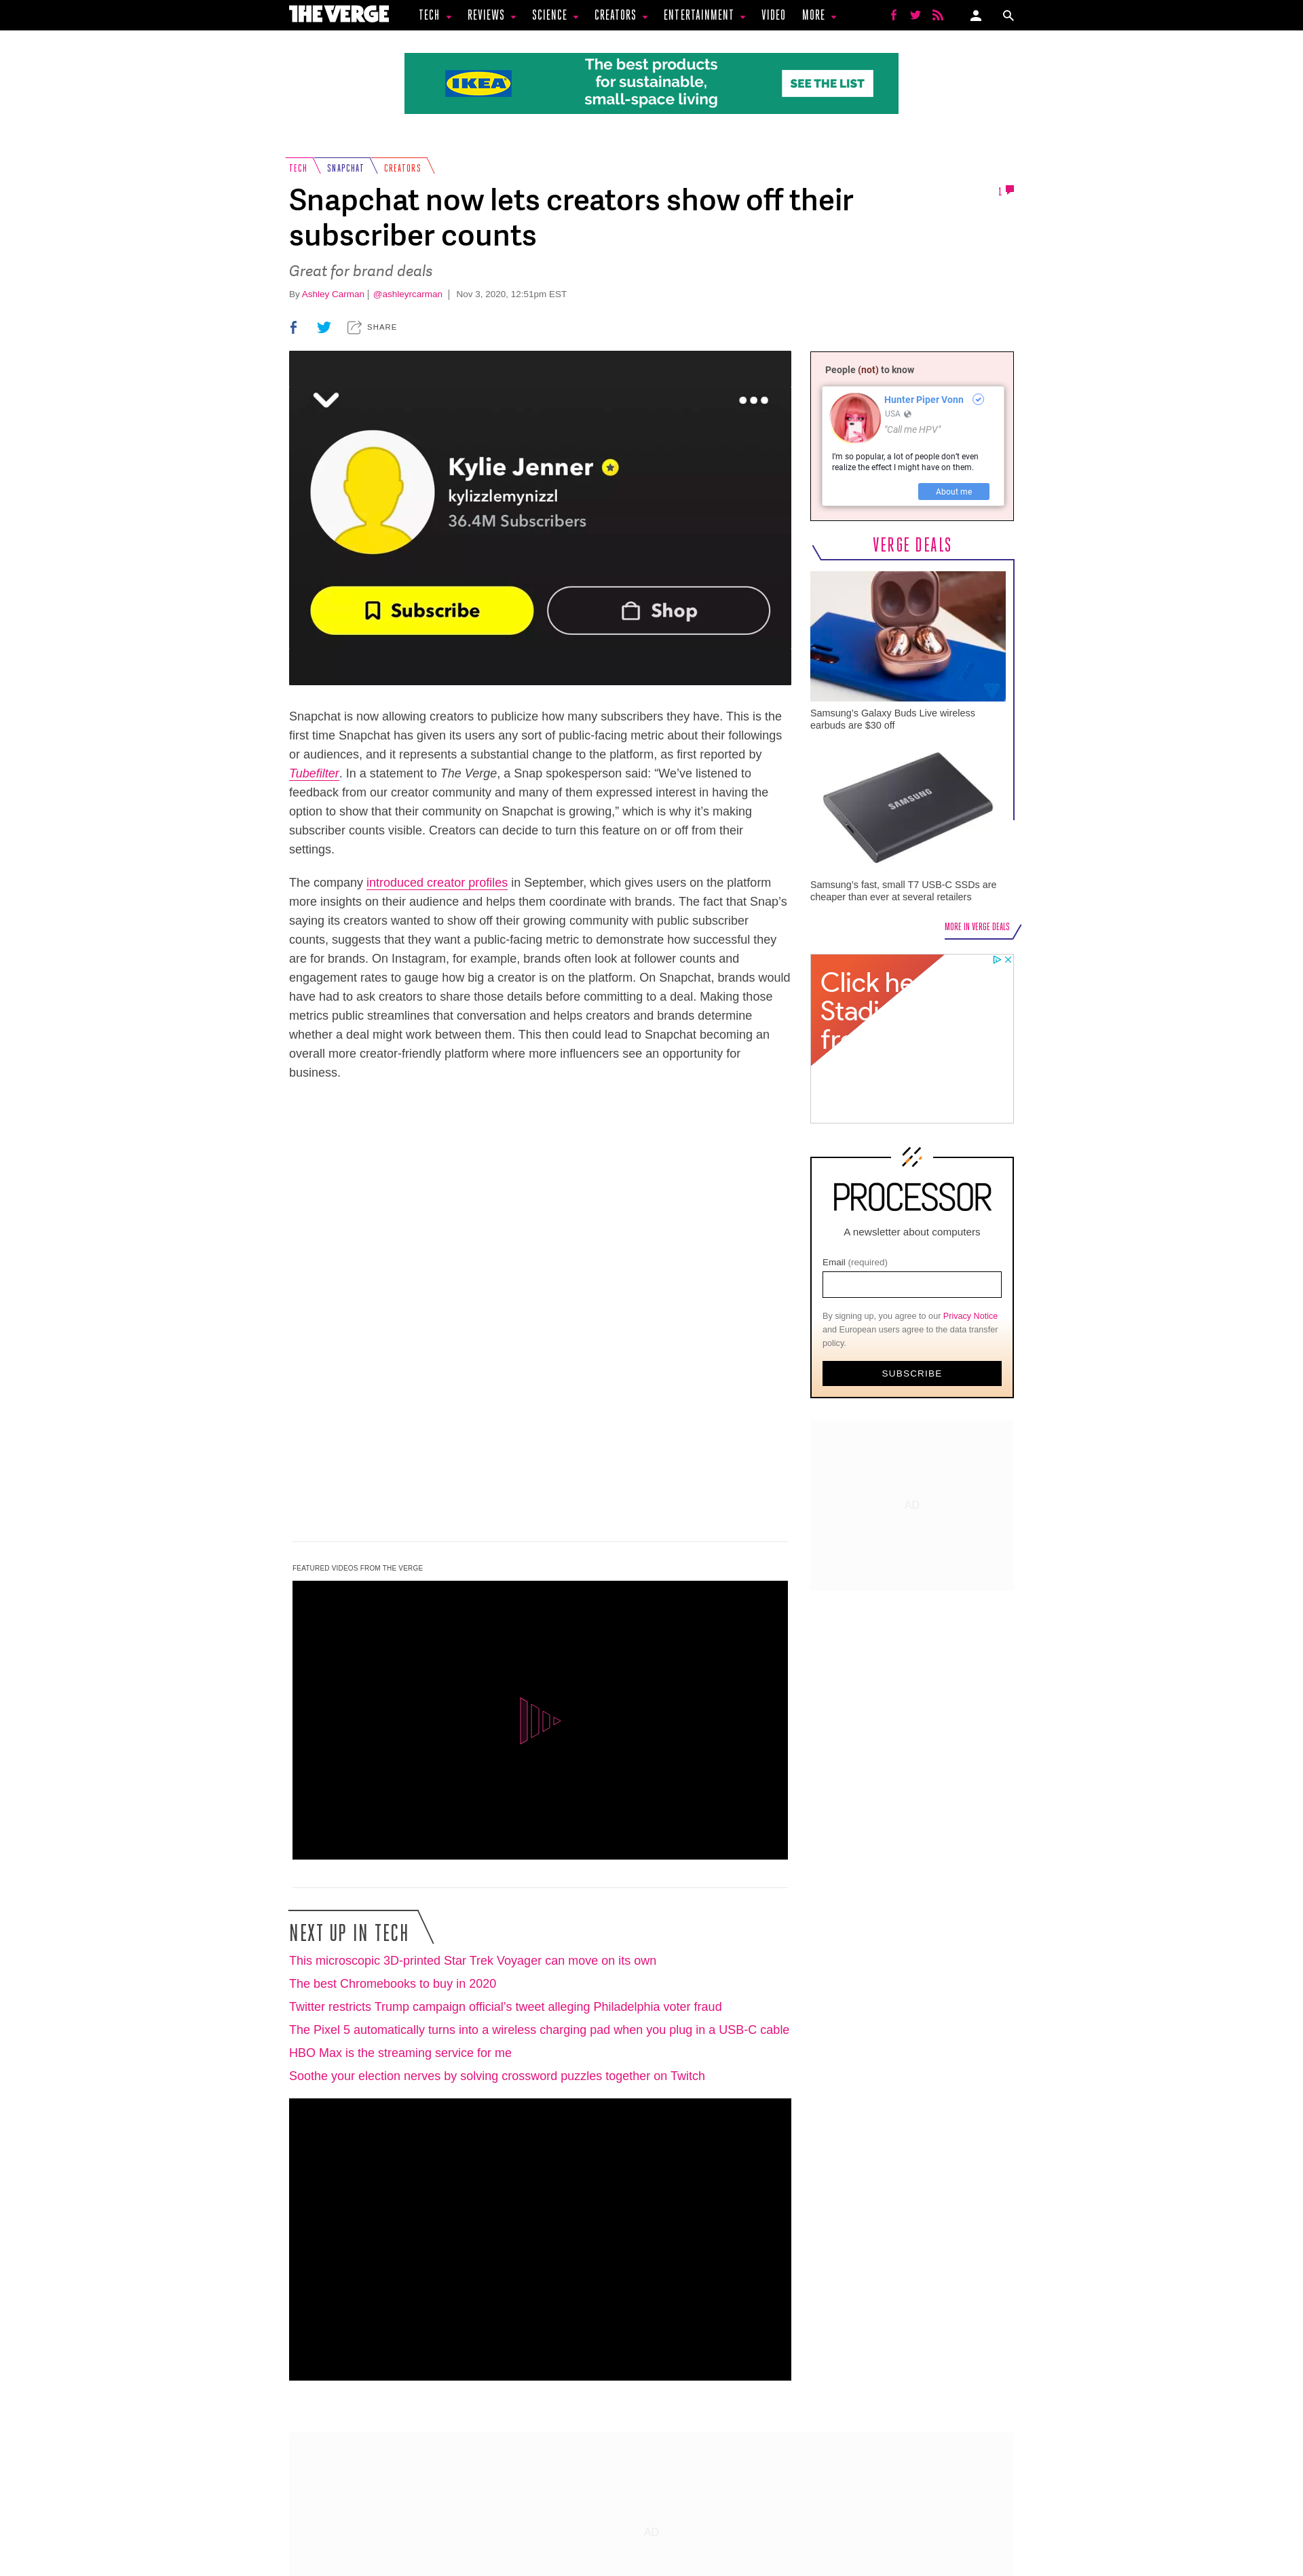 THE VERGE
TECH
REVIEWS
SCIENCE
CREATORS
ENTERTAINMENT
VIDEO
MORE
IKEA
The best products
for sustainable,
small-space living
SEE THE LIST
TECH
SNAPCHAT
CREATORS
Snapchat now lets creators show off their
subscriber counts
1
Great for brand deals
By Ashley Carman | @ashleyrcarman | Nov 3, 2020, 12:51pm EST
SHARE
Kylie Jenner
kylizzlemynizzl
36.4M Subscribers
Subscribe
Shop
Snapchat is now allowing creators to publicize how many subscribers they have. This is the
first time Snapchat has given its users any sort of public-facing metric about their followings
or audiences, and it represents a substantial change to the platform, as first reported by
Tubefilter. In a statement to The Verge, a Snap spokesperson said: “We’ve listened to
feedback from our creator community and many of them expressed interest in having the
option to show that their community on Snapchat is growing,” which is why it’s making
subscriber counts visible. Creators can decide to turn this feature on or off from their
settings.
The company introduced creator profiles in September, which gives users on the platform
more insights on their audience and helps them coordinate with brands. The fact that Snap’s
saying its creators wanted to show off their growing community with public subscriber
counts, suggests that they want a public-facing metric to demonstrate how successful they
are for brands. On Instagram, for example, brands often look at follower counts and
engagement rates to gauge how big a creator is on the platform. On Snapchat, brands would
have had to ask creators to share those details before committing to a deal. Making those
metrics public streamlines that conversation and helps creators and brands determine
whether a deal might work between them. This then could lead to Snapchat becoming an
overall more creator-friendly platform where more influencers see an opportunity for
business.
People (not) to know
Hunter Piper Vonn
USA
"Call me HPV"
I'm so popular, a lot of people don't even
realize the effect I might have on them.
About me
VERGE DEALS
Samsung’s Galaxy Buds Live wireless
earbuds are $30 off
SAMSUNG
Samsung’s fast, small T7 USB-C SSDs are
cheaper than ever at several retailers
MORE IN VERGE DEALS
Click he
Stadi
fr
PROCESSOR
A newsletter about computers
Email (required)
By signing up, you agree to our Privacy Notice
and European users agree to the data transfer
policy.
SUBSCRIBE
AD
FEATURED VIDEOS FROM THE VERGE
NEXT UP IN TECH
This microscopic 3D-printed Star Trek Voyager can move on its own
The best Chromebooks to buy in 2020
Twitter restricts Trump campaign official’s tweet alleging Philadelphia voter fraud
The Pixel 5 automatically turns into a wireless charging pad when you plug in a USB-C cable
HBO Max is the streaming service for me
Soothe your election nerves by solving crossword puzzles together on Twitch
AD